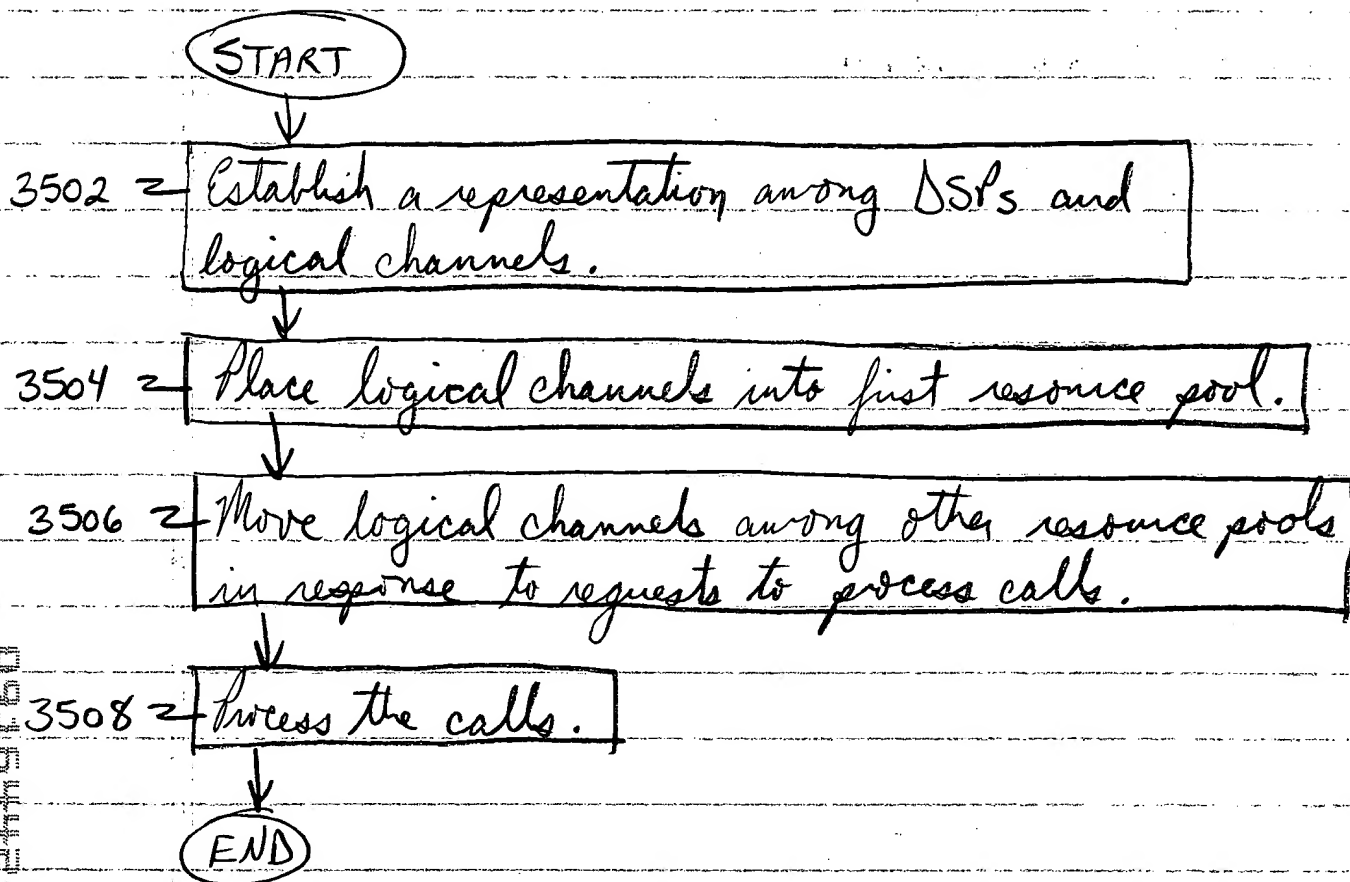 START
3502 Establish a representation among DSPs and
logical channels.
3504 Place logical channels into first resource pool.
3506 Move logical channels among other resource pools
in response to requests to process calls.
3508 Process the calls.
END